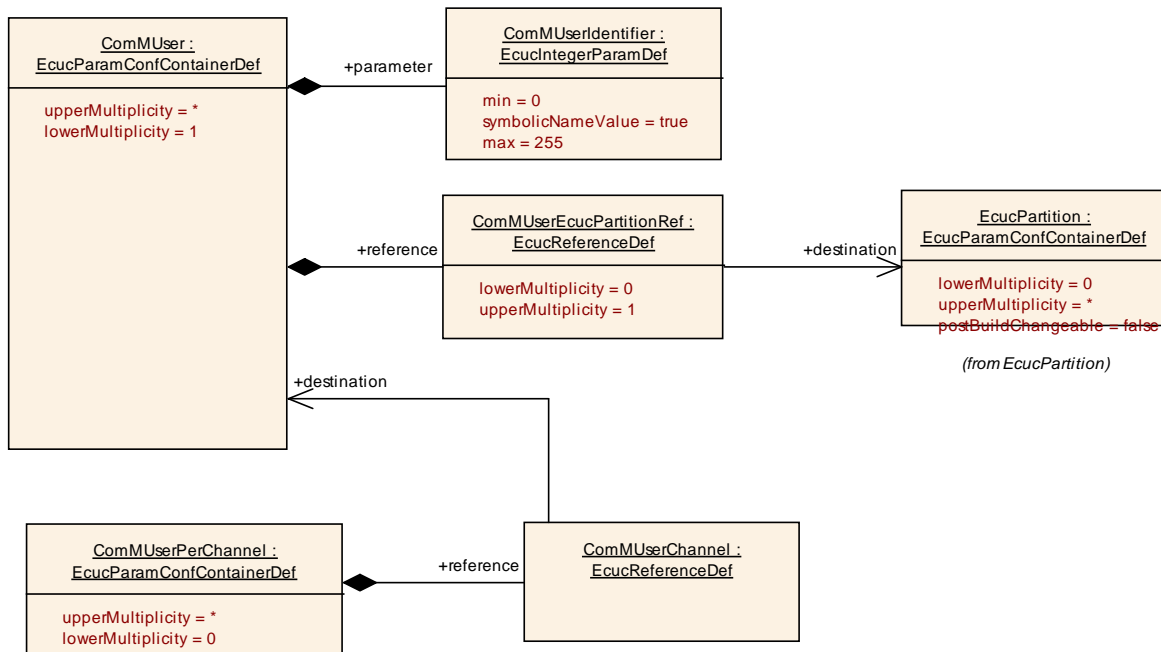 ComMUser :
EcucParamConfContainerDef
upperMultiplicity = *
lowerMultiplicity = 1
+parameter
ComMUserIdentifier :
EcucIntegerParamDef
min = 0
symbolicNameValue = true
max = 255
+reference
ComMUserEcucPartitionRef :
EcucReferenceDef
lowerMultiplicity = 0
upperMultiplicity = 1
+destination
EcucPartition :
EcucParamConfContainerDef
lowerMultiplicity = 0
upperMultiplicity = *
postBuildChangeable = false
(from EcucPartition)
+destination
ComMUserPerChannel :
EcucParamConfContainerDef
upperMultiplicity = *
lowerMultiplicity = 0
+reference
ComMUserChannel :
EcucReferenceDef